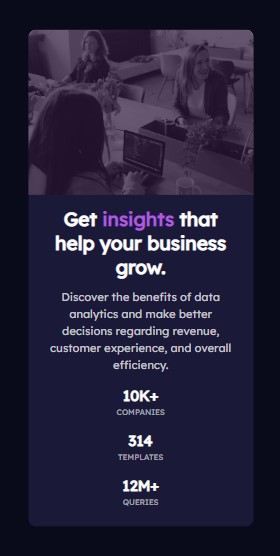 Get insights that
help your business
grow.
Discover the benefits of data
analytics and make better
decisions regarding revenue,
customer experience, and overall
efficiency.
10K+
COMPANIES
314
TEMPLATES
12M+
QUERIES